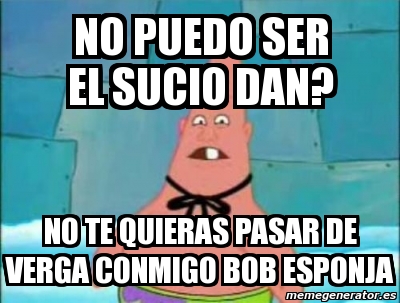 NO PUEDO SER
EL SUCIO DAN?
NO TE QUIERAS PASAR DE
VERGA CONMIGO BOB ESPONJA
memegenerator.es